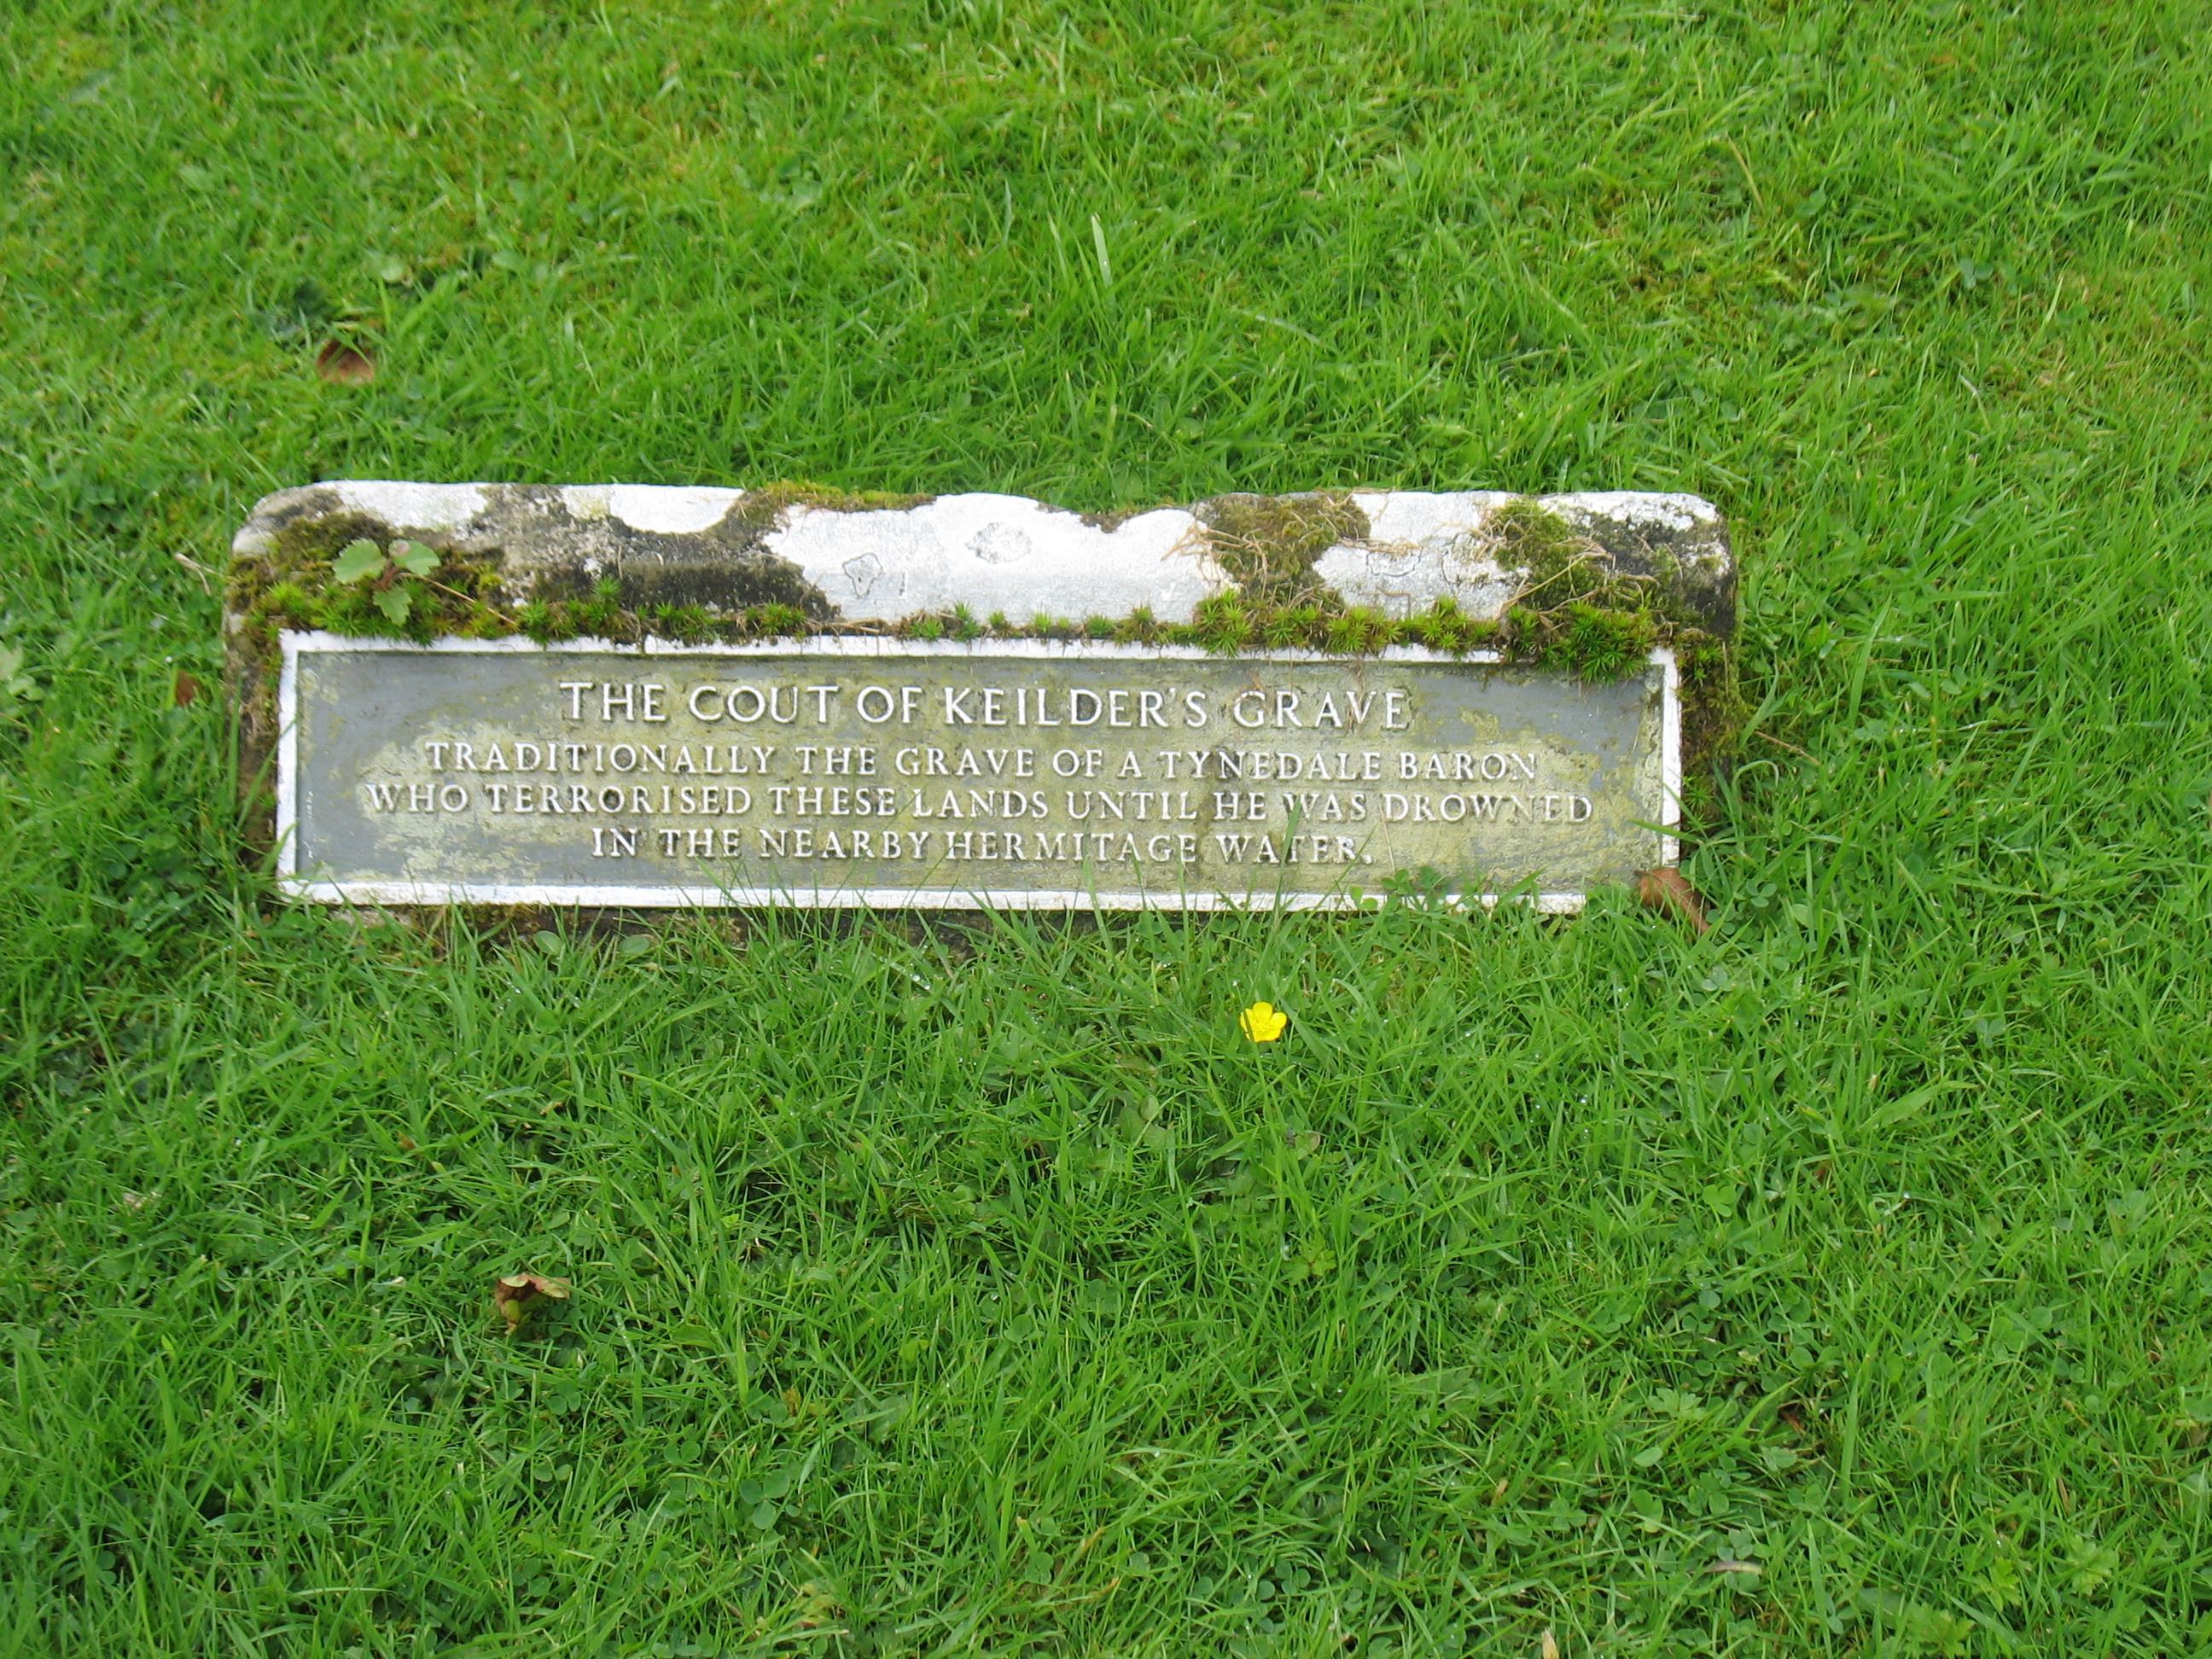 THE COUT OF KEILDER'S GRAVE
TRADITIONALLY THE GRAVE OF A TYNEDALE BARON
WHO TERRORISED THESE LANDS UNTIL HE WAS DROWNED
IN THE NEARBY HERMITAGE WATER.